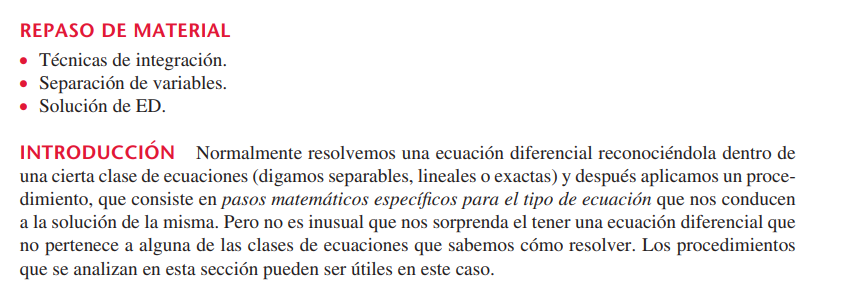 REPASO DE MATERIAL
• Técnicas de integración.
• Separación de variables.
• Solución de ED.
INTRODUCCIÓN Normalmente resolvemos una ecuación diferencial reconociéndola dentro de
una cierta clase de ecuaciones (digamos separables, lineales o exactas) y después aplicamos un proce-
dimiento, que consiste en pasos matemáticos específicos para el tipo de ecuación que nos conducen
a la solución de la misma. Pero no es inusual que nos sorprenda el tener una ecuación diferencial que
no pertenece a alguna de las clases de ecuaciones que sabemos cómo resolver. Los procedimientos
que se analizan en esta sección pueden ser útiles en este caso.